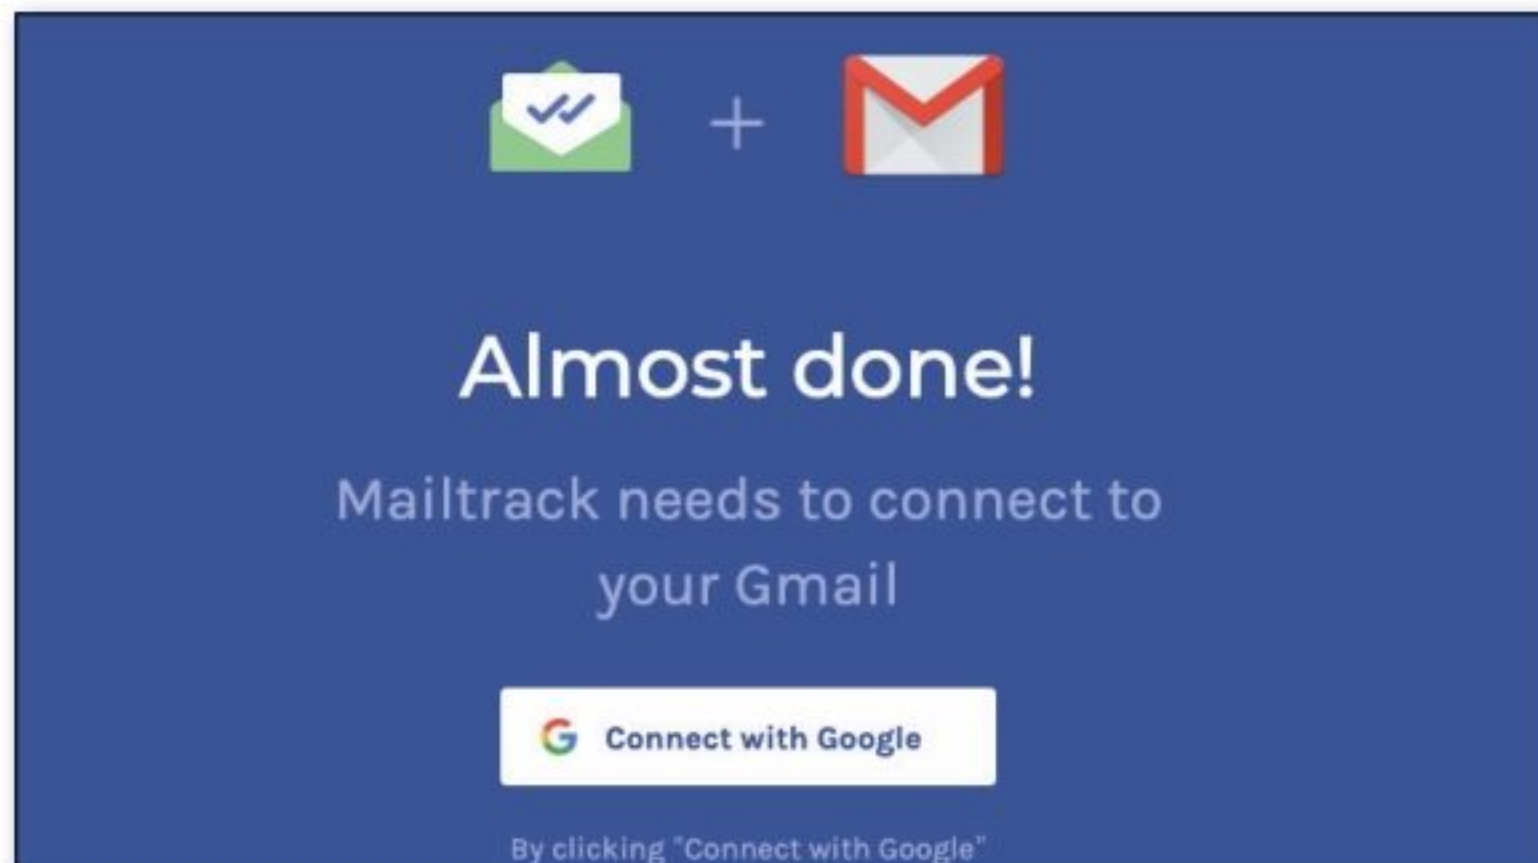 Almost done!
Mailtrack needs to connect to
your Gmail
Connect with Google
By clicking "Connect with Google"